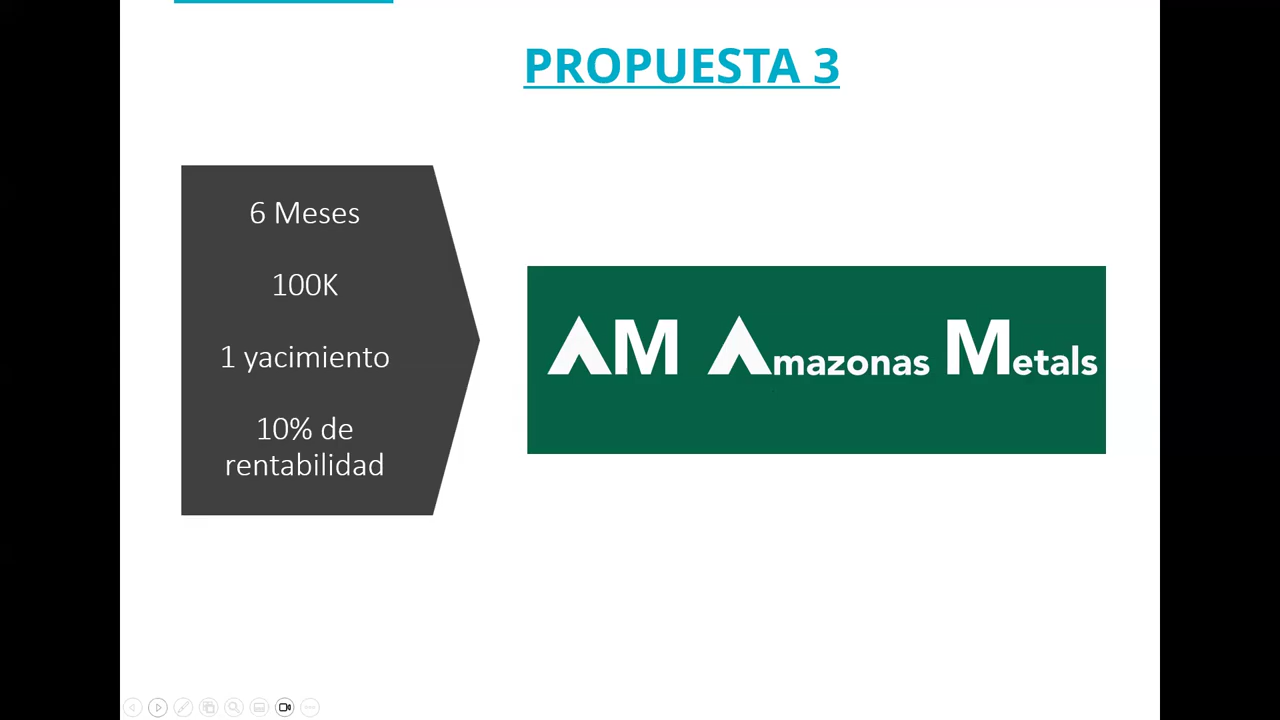 PROPUESTA 3
6 Meses
100K
1 yacimiento
10% de
rentabilidad
AM Amazonas Metals